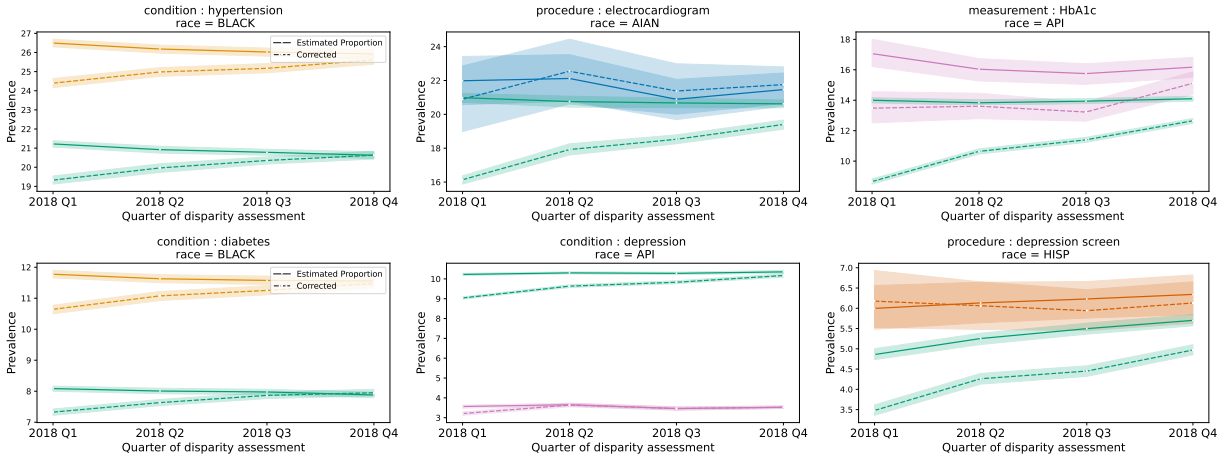 condition : hypertension
race = BLACK
27
26
25
24
23
22
21
20
19
Prevalence
Estimated Proportion
Corrected
2018 Q1
2018 Q2
2018 Q3
2018 Q4
Quarter of disparity assessment
procedure : electrocardiogram
race = AIAN
24
22
20
18
16
Prevalence
2018 Q1
2018 Q2
2018 Q3
2018 Q4
Quarter of disparity assessment
measurement : HbA1c
race = API
18
16
14
12
10
Prevalence
2018 Q1
2018 Q2
2018 Q3
2018 Q4
Quarter of disparity assessment
condition : diabetes
race = BLACK
12
11
10
9
8
7
Prevalence
Estimated Proportion
Corrected
2018 Q1
2018 Q2
2018 Q3
2018 Q4
Quarter of disparity assessment
condition : depression
race = API
10
9
8
7
6
5
4
3
Prevalence
2018 Q1
2018 Q2
2018 Q3
2018 Q4
Quarter of disparity assessment
procedure : depression screen
race = HISP
7.0
6.5
6.0
5.5
5.0
4.5
4.0
3.5
Prevalence
2018 Q1
2018 Q2
2018 Q3
2018 Q4
Quarter of disparity assessment